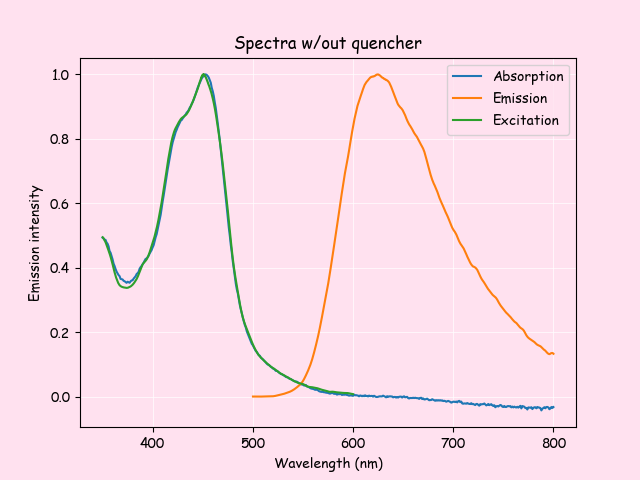 Spectra w/out quencher
Absorption
Emission
Excitation
Emission intensity
1.0
0.8
0.6
0.4
0.2
0.0
400 500 600 700 800
Wavelength (nm)